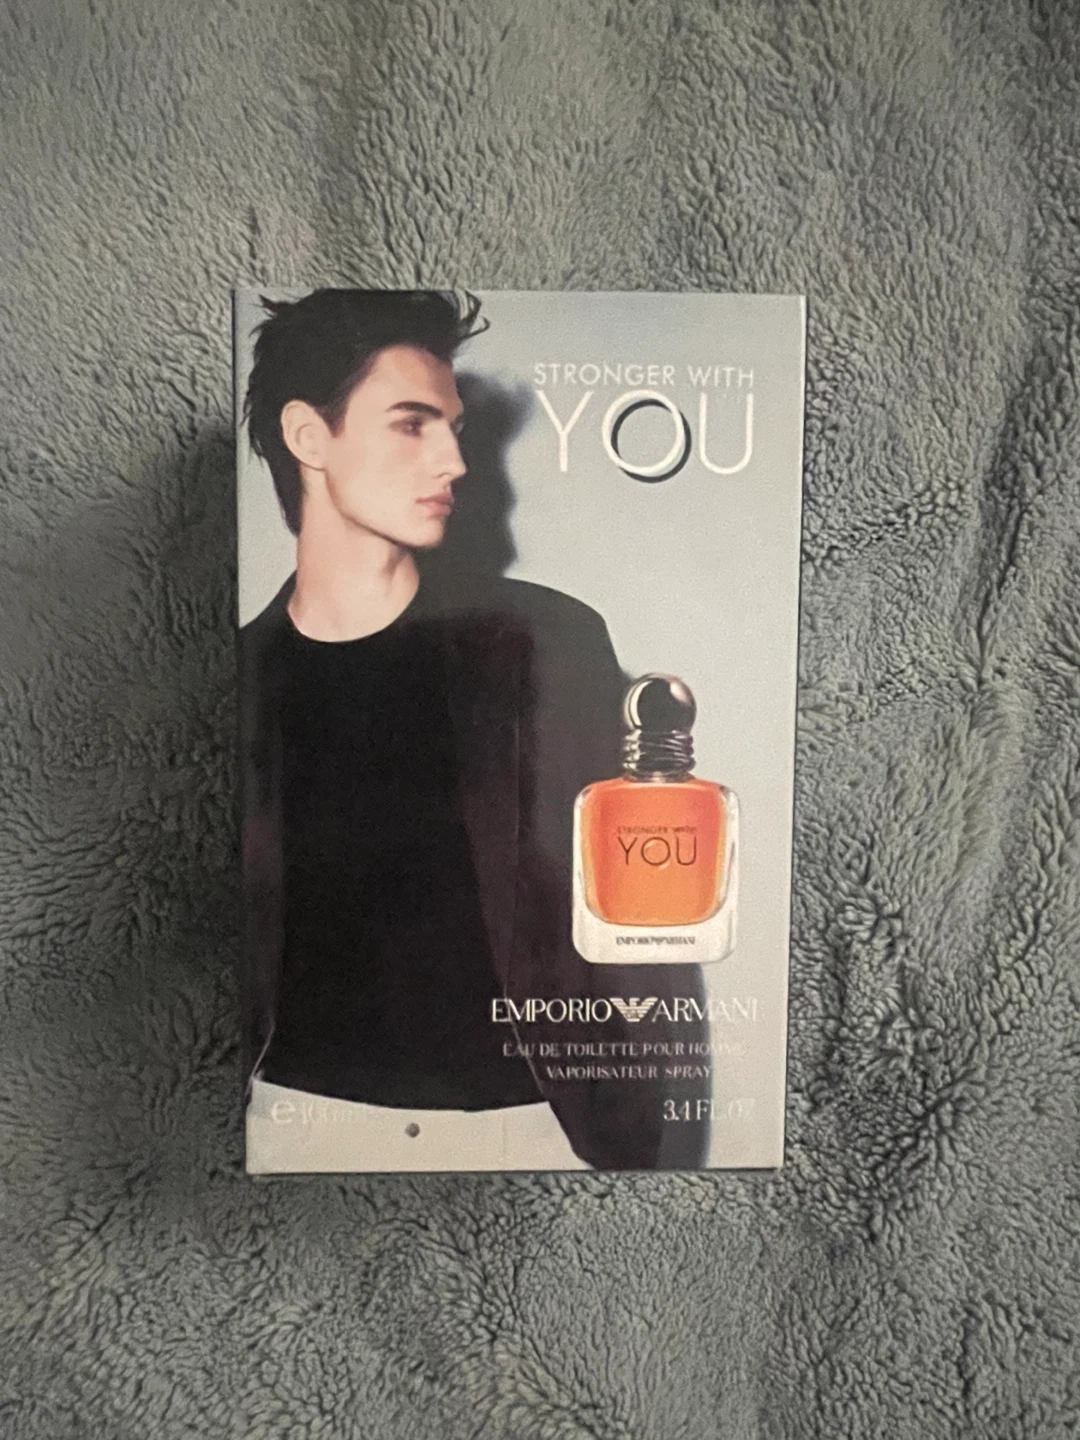 STRONGER WITH
YOU
STRONGER WITH
YOU
EMPORIO ARMANI
EMPORIO ARMANI
EAU DE TOILETTE POUR HOMME
VAPORISATEUR SPRAY
e 100 3.4 FL.OZ